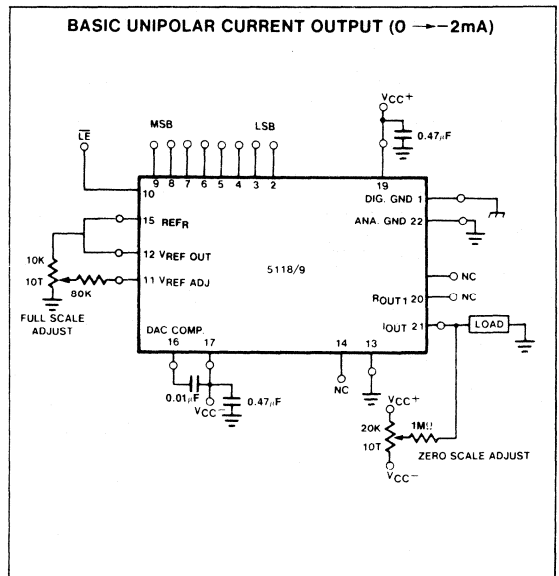 BASIC UNIPOLAR CURRENT OUTPUT (0 → −2mA)
VCC+
MSB LSB
LE
0.47μF
9 8 7 6 5 4 3 2
19
10
DIG. GND 1
15 REFR
ANA. GND 22
10K
12 VREF OUT
10T
11 VREF ADJ
5118/9
NC
80K
ROUT1 20 NC
FULL SCALE
ADJUST
IOUT 21 LOAD
DAC COMP.
16 17 14 13
0.01μF
0.47μF
VCC−
NC
VCC+
20K
1MΩ
10T
ZERO SCALE ADJUST
VCC−